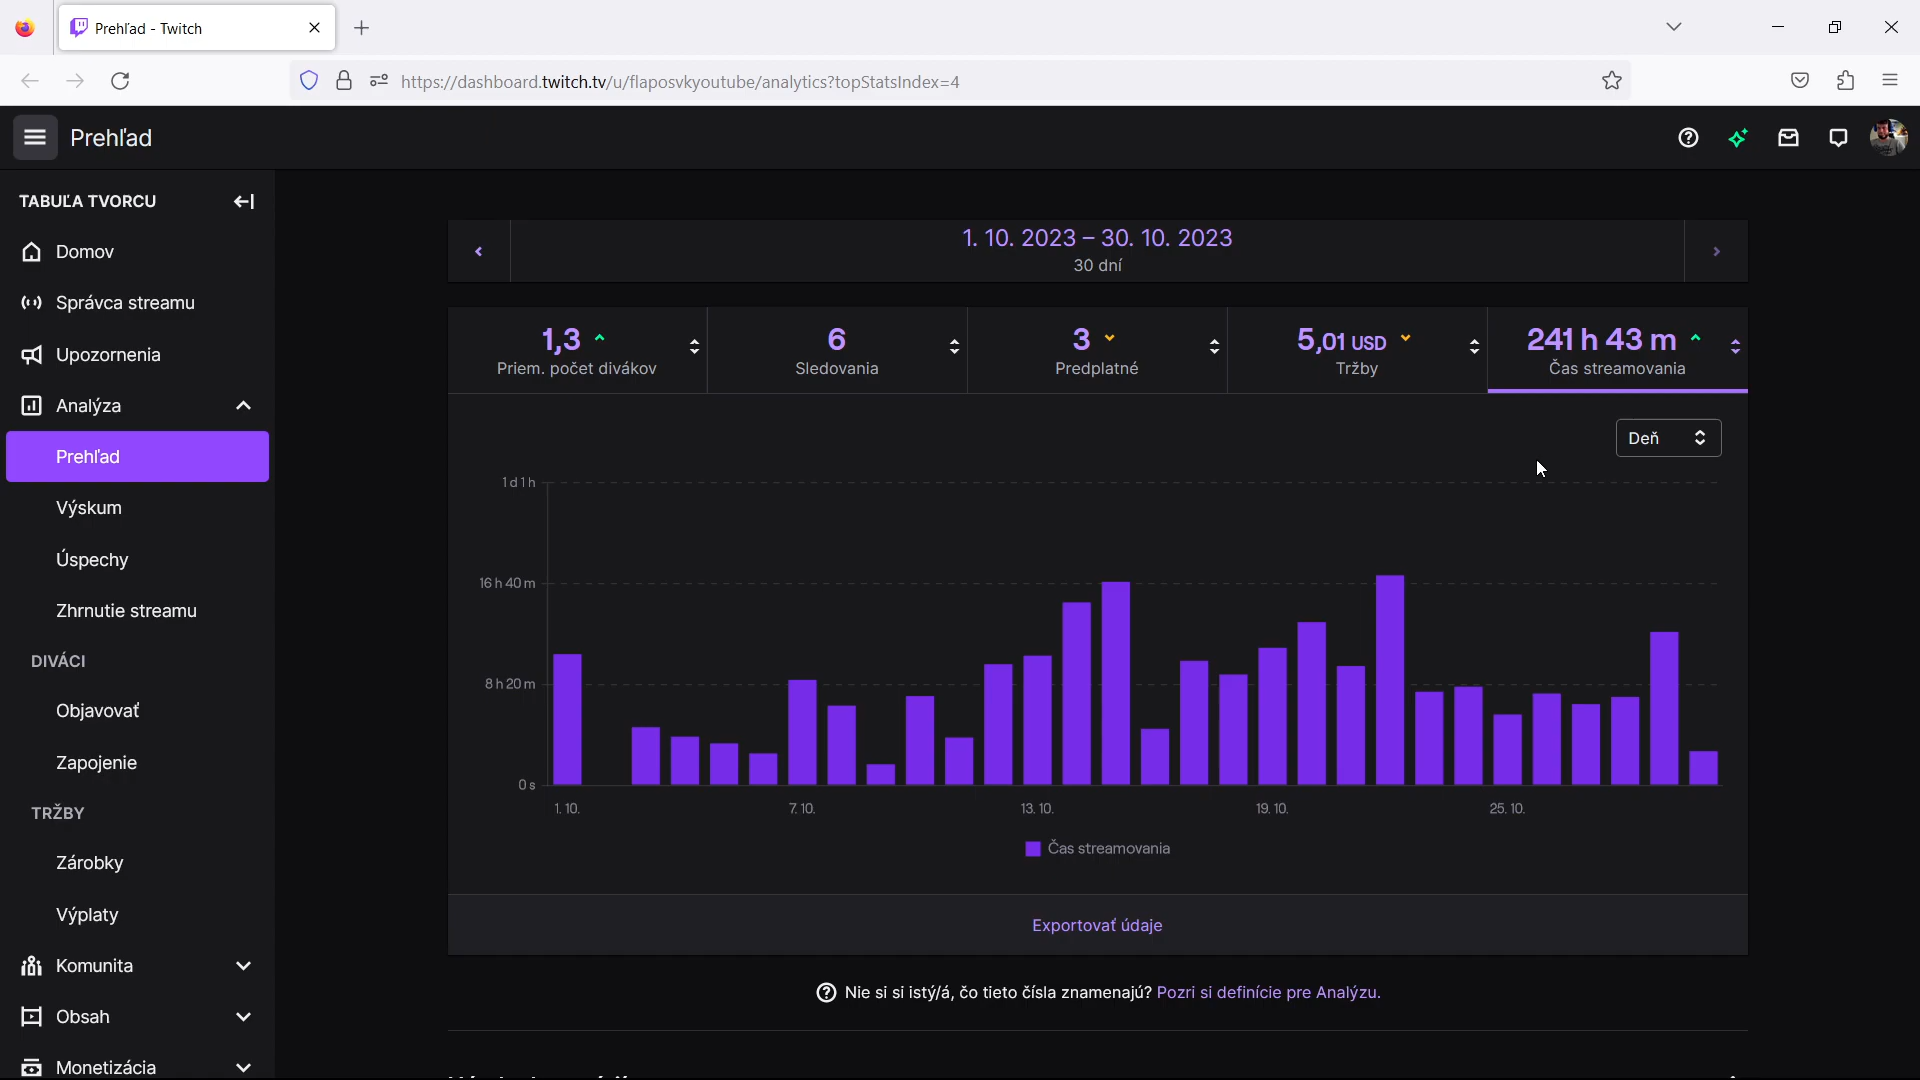 Prehľad - Twitch
https://dashboard.twitch.tv/u/flaposvkyoutube/analytics?topStatsIndex=4
Prehľad
TABUĽA TVORCU
Domov
Správca streamu
Upozornenia
Analýza
Prehľad
Výskum
Úspechy
Zhrnutie streamu
DIVÁCI
Objavovať
Zapojenie
TRŽBY
Zárobky
Výplaty
Komunita
Obsah
Monetizácia
1. 10. 2023 – 30. 10. 2023
30 dní
1,3
Priem. počet divákov
6
Sledovania
3
Predplatné
5,01 USD
Tržby
241 h 43 m
Čas streamovania
Deň
1 d 1 h
16 h 40 m
8 h 20 m
0 s
1. 10.
7. 10.
13. 10.
19. 10.
25. 10.
Čas streamovania
Exportovať údaje
Nie si si istý/á, čo tieto čísla znamenajú? Pozri si definície pre Analýzu.